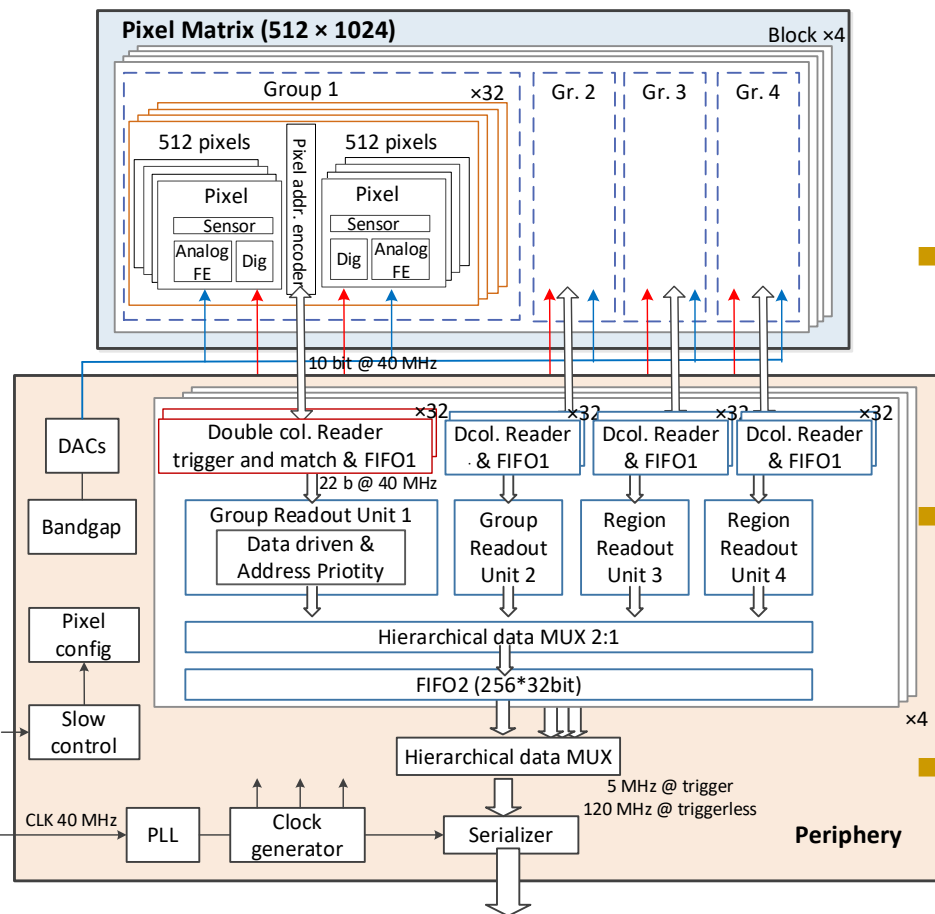 Pixel Matrix (512 × 1024)
Block ×4
Group 1
×32
Gr. 2
Gr. 3
Gr. 4
512 pixels
Pixel addr. encoder
512 pixels
Pixel
Sensor
Analog
FE
Dig
Pixel
Sensor
Dig
Analog
FE
10 bit @ 40 MHz
DACs
Bandgap
×32
Double col. Reader
trigger and match & FIFO1
×32
Dcol. Reader
& FIFO1
×32
Dcol. Reader
& FIFO1
×32
Dcol. Reader
& FIFO1
22 b @ 40 MHz
Group Readout Unit 1
Data driven &
Address Priotity
Group
Readout
Unit 2
Region
Readout
Unit 3
Region
Readout
Unit 4
Hierarchical data MUX 2:1
FIFO2 (256*32bit)
×4
Pixel
config
Slow
control
Hierarchical data MUX
5 MHz @ trigger
120 MHz @ triggerless
CLK 40 MHz
PLL
Clock
generator
Serializer
Periphery